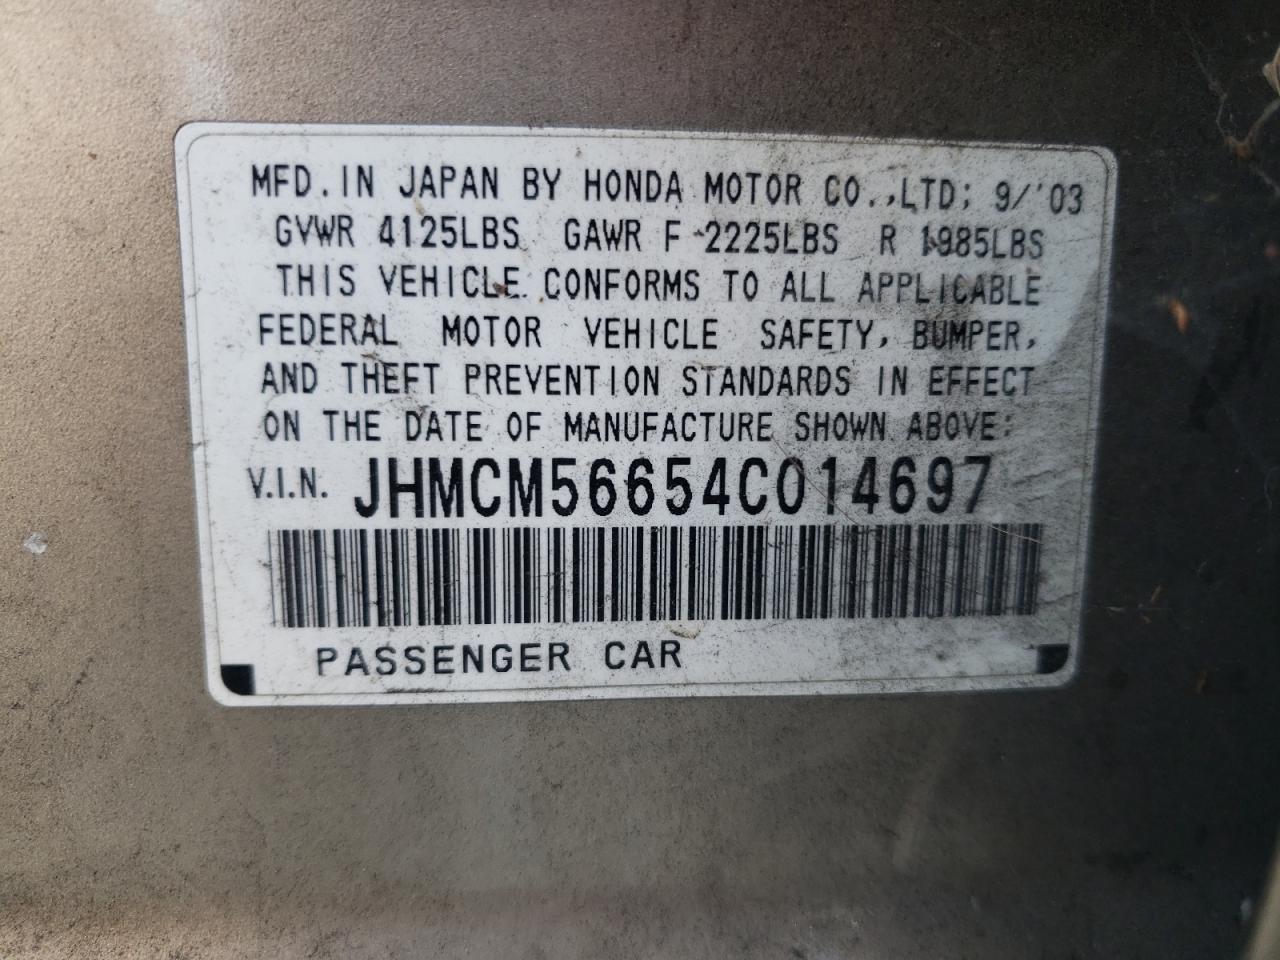 MFD. IN JAPAN BY HONDA MOTOR CO.,LTD; 9/'03
GVWR 4125LBS GAWR F 2225LBS R 1985LBS
THIS VEHICLE CONFORMS TO ALL APPLICABLE
FEDERAL MOTOR VEHICLE SAFETY, BUMPER,
AND THEFT PREVENTION STANDARDS IN EFFECT
ON THE DATE OF MANUFACTURE SHOWN ABOVE:
V.I.N. JHMCM56654C014697
PASSENGER CAR